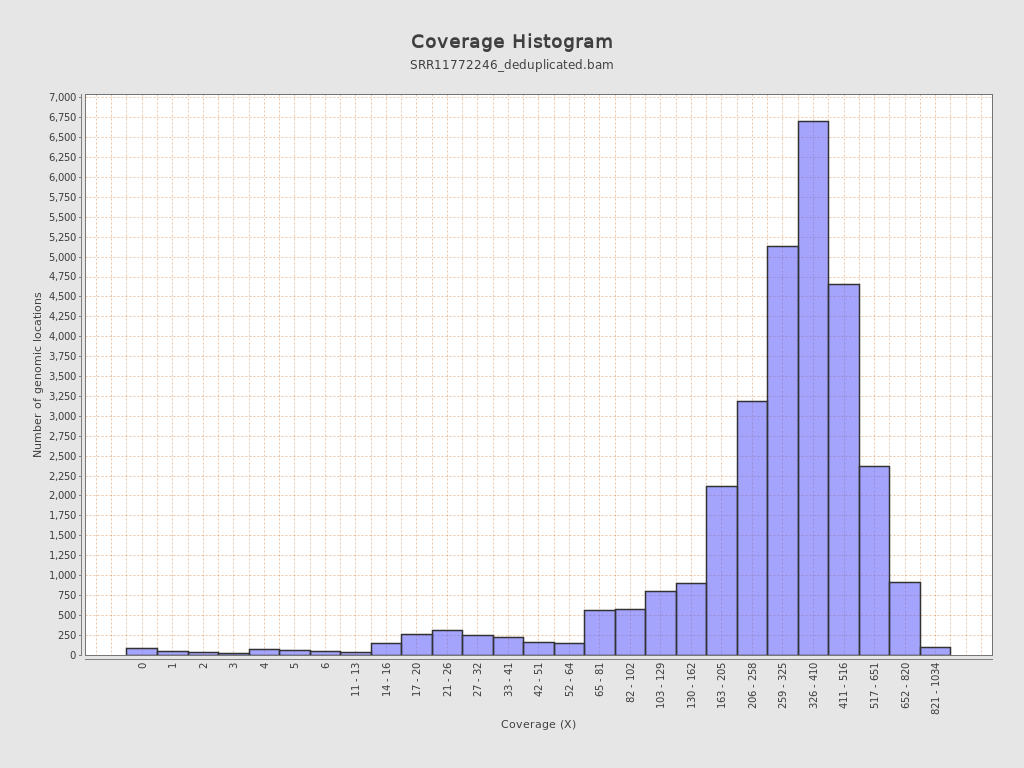 Coverage Histogram
SRR11772246_deduplicated.bam
7,000
6,750
6,500
6,250
6,000
5,750
5,500
5,250
5,000
4,750
4,500
4,250
4,000
3,750
3,500
3,250
3,000
2,750
2,500
2,250
2,000
1,750
1,500
1,250
1,000
750
500
250
0
Number of genomic locations
0
1
2
3
4
5
6
11 - 13
14 - 16
17 - 20
21 - 26
27 - 32
33 - 41
42 - 51
52 - 64
65 - 81
82 - 102
103 - 129
130 - 162
163 - 205
206 - 258
259 - 325
326 - 410
411 - 516
517 - 651
652 - 820
821 - 1034
Coverage (X)